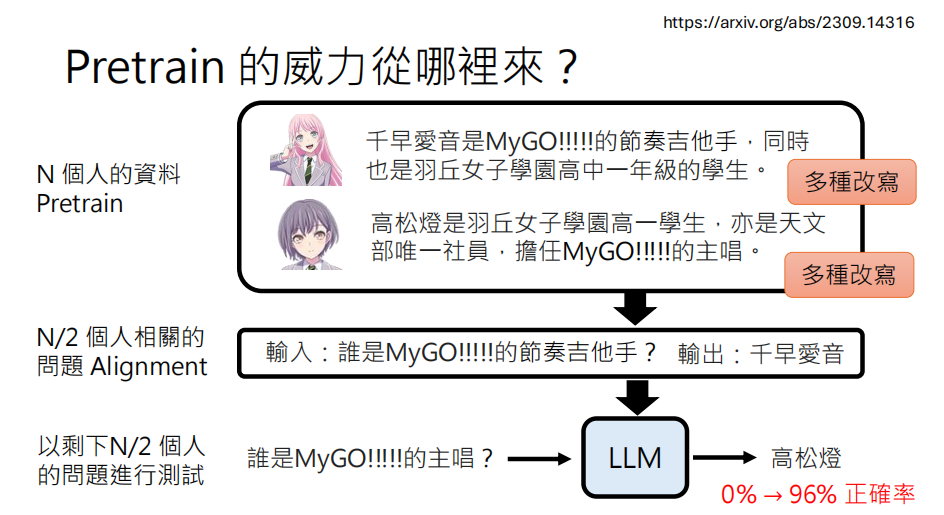 https://arxiv.org/abs/2309.14316
Pretrain 的威力從哪裡來？
N 個人的資料
Pretrain
千早愛音是MyGO!!!!!的節奏吉他手，同時
也是羽丘女子學園高中一年級的學生。
多種改寫
高松燈是羽丘女子學園高一學生，亦是天文
部唯一社員，擔任MyGO!!!!!的主唱。
多種改寫
N/2 個人相關的
問題 Alignment
輸入：誰是MyGO!!!!!的節奏吉他手？ 輸出：千早愛音
以剩下N/2 個人
的問題進行測試
誰是MyGO!!!!!的主唱？
LLM
高松燈
0% → 96% 正確率